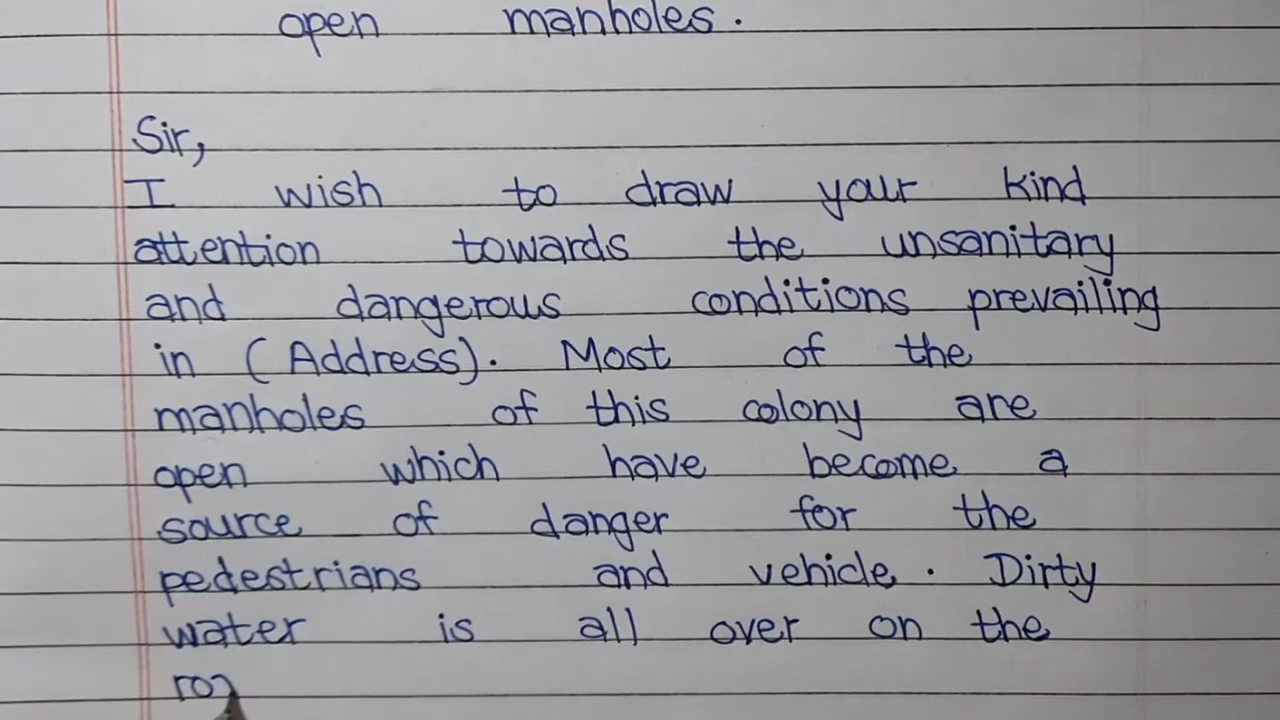 open manholes.
Sir,
I wish to draw your kind
attention towards the unsanitary
and dangerous conditions prevailing
in (Address). Most of the
manholes of this colony are
open which have become a
source of danger for the
pedestrians and vehicle. Dirty
water is all over on the